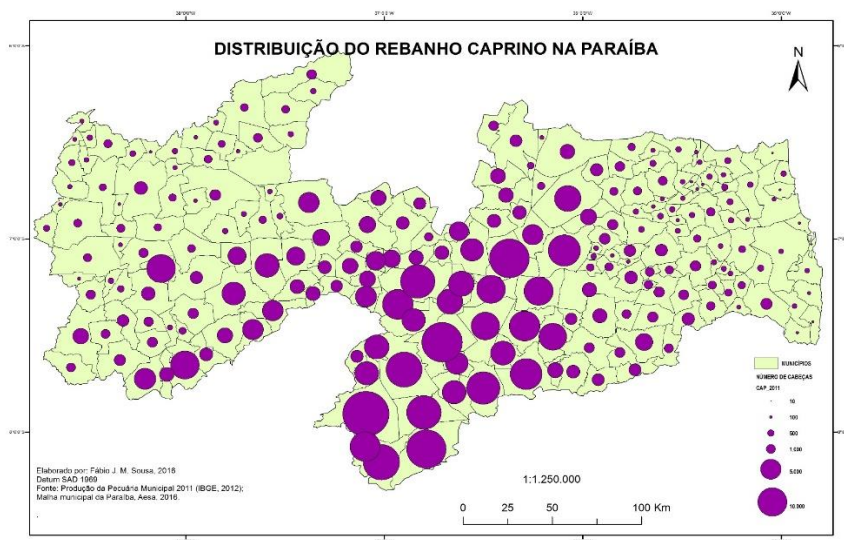 DISTRIBUIÇÃO DO REBANHO CAPRINO NA PARAÍBA
N
MUNICÍPIOS
NÚMERO DE CABEÇAS
CAP_2011
10
100
500
1.000
5.000
10.000
Elaborado por: Fábio J. M. Sousa, 2016
Datum SAD 1969
Fonte: Produção da Pecuária Municipal 2011 (IBGE, 2012);
Malha municipal da Paraíba, Aesa, 2016.
1:1.250.000
0 25 50 100 Km